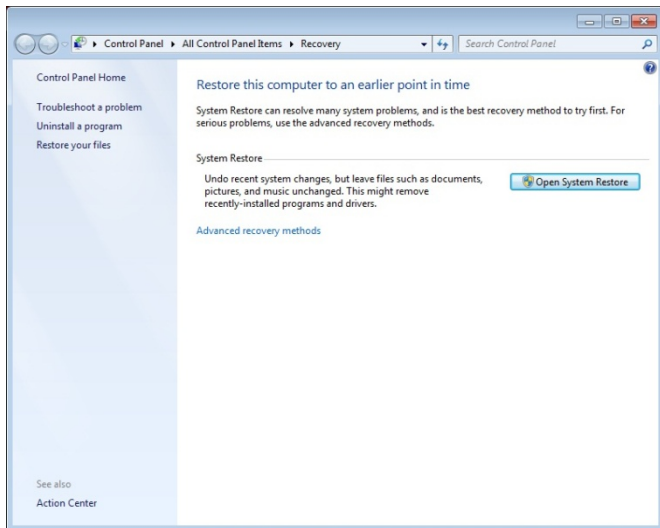 Control Panel ▸ All Control Panel Items ▸ Recovery
Search Control Panel
Control Panel Home
Troubleshoot a problem
Uninstall a program
Restore your files
Restore this computer to an earlier point in time
System Restore can resolve many system problems, and is the best recovery method to try first. For
serious problems, use the advanced recovery methods.
System Restore
Undo recent system changes, but leave files such as documents,
pictures, and music unchanged. This might remove
recently-installed programs and drivers.
Open System Restore
Advanced recovery methods
See also
Action Center